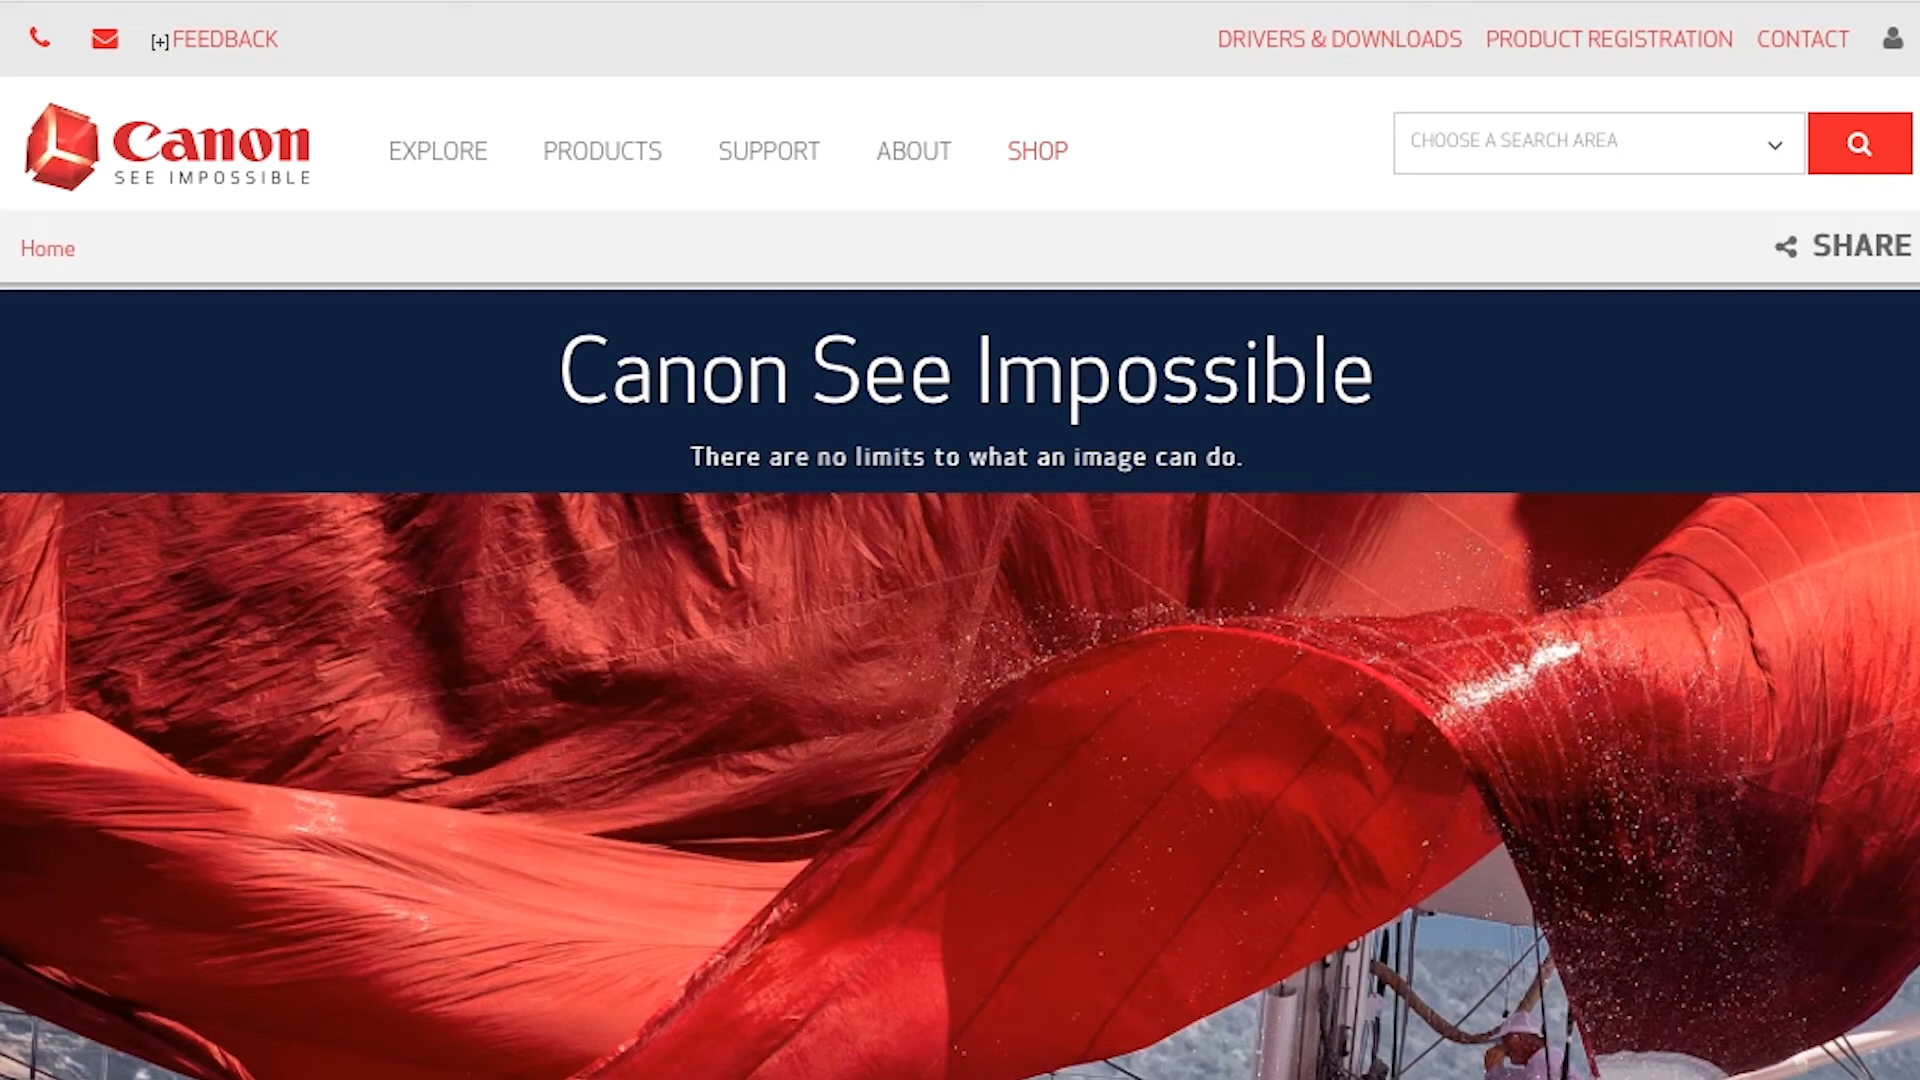 [+] FEEDBACK
DRIVERS & DOWNLOADS PRODUCT REGISTRATION CONTACT
Canon
SEE IMPOSSIBLE
EXPLORE PRODUCTS SUPPORT ABOUT SHOP
CHOOSE A SEARCH AREA
Home
SHARE
Canon See Impossible
There are no limits to what an image can do.